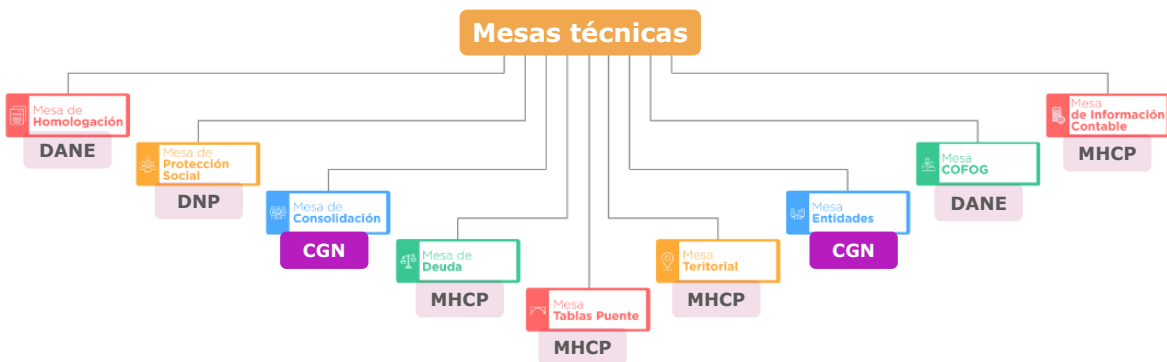 Mesas técnicas
Mesa de
Homologación
DANE
Mesa de
Protección
Social
DNP
Mesa de
Consolidación
CGN
Mesa de
Deuda
MHCP
Mesa
Tablas Puente
MHCP
Mesa
Teritorial
MHCP
Mesa
Entidades
CGN
Mesa
COFOG
DANE
Mesa
de Información
Contable
MHCP